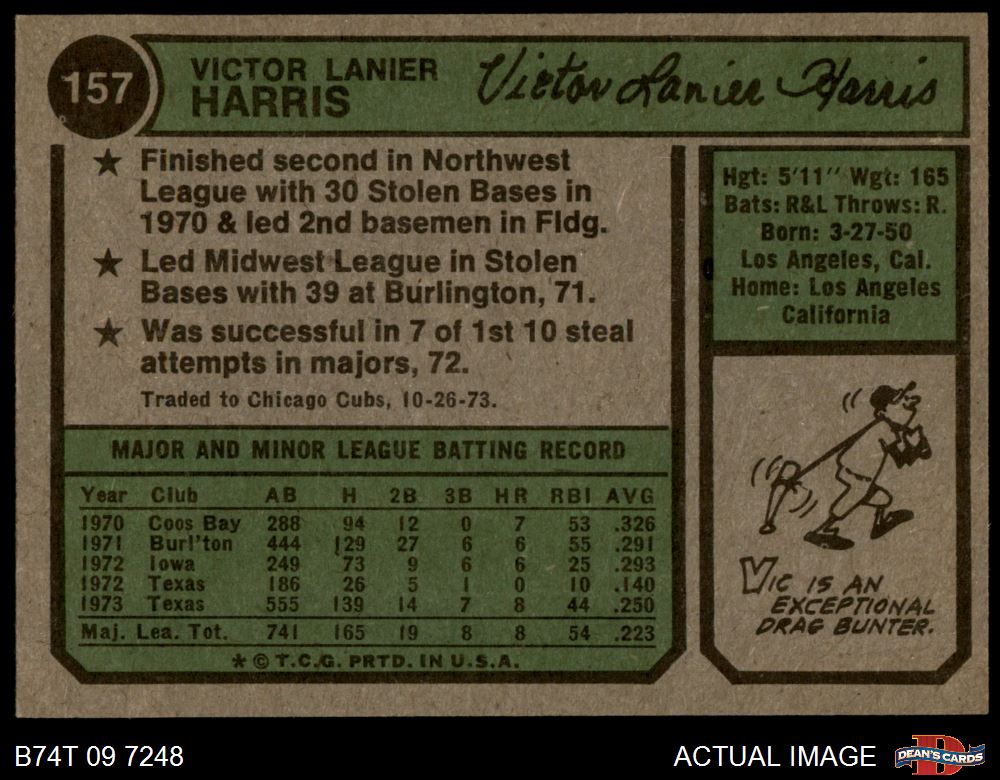 157
VICTOR LANIER
HARRIS
Victor Lanier Harris
★ Finished second in Northwest
League with 30 Stolen Bases in
1970 & led 2nd basemen in Fldg.
★ Led Midwest League in Stolen
Bases with 39 at Burlington, 71.
★ Was successful in 7 of 1st 10 steal
attempts in majors, 72.
Traded to Chicago Cubs, 10-26-73.
MAJOR AND MINOR LEAGUE BATTING RECORD
Year Club AB H 2B 3B HR RBI AVG
1970 Coos Bay 288 94 12 0 7 53 .326
1971 Burl'ton 444 129 27 6 6 55 .291
1972 Iowa 249 73 9 6 6 25 .293
1972 Texas 186 26 5 1 0 10 .140
1973 Texas 555 139 14 7 8 44 .250
Maj. Lea. Tot. 741 165 19 8 8 54 .223
★ © T.C.G. PRTD. IN U.S.A.
Hgt: 5'11" Wgt: 165
Bats: R&L Throws: R.
Born: 3-27-50
Los Angeles, Cal.
Home: Los Angeles
California
VIC IS AN
EXCEPTIONAL
DRAG BUNTER.
B74T 09 7248
ACTUAL IMAGE
D
DEAN'S CARDS